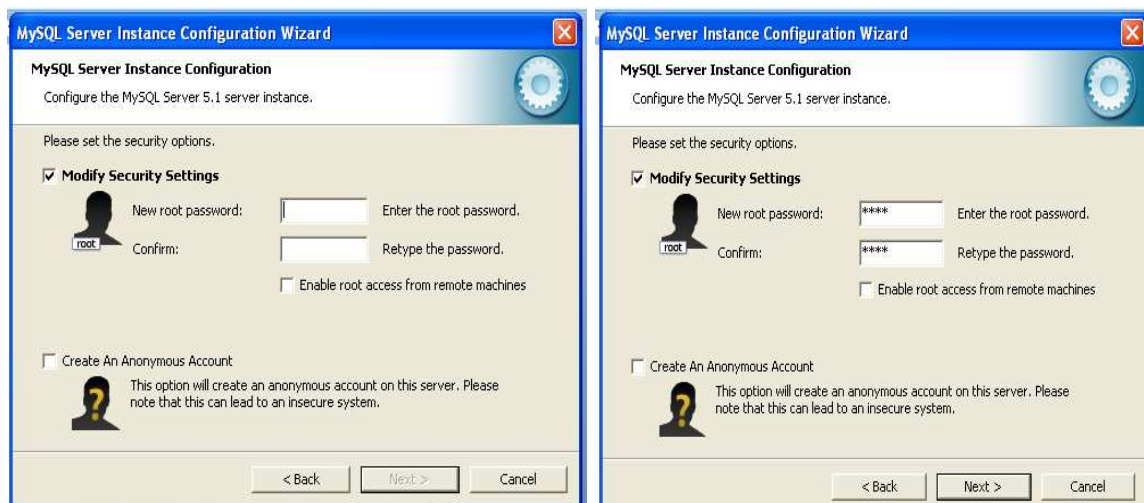 MySQL Server Instance Configuration Wizard
MySQL Server Instance Configuration
Configure the MySQL Server 5.1 server instance.
Please set the security options.
Modify Security Settings
root
New root password:
Enter the root password.
Confirm:
Retype the password.
Enable root access from remote machines
Create An Anonymous Account
This option will create an anonymous account on this server. Please
note that this can lead to an insecure system.
< Back
Next >
Cancel
MySQL Server Instance Configuration Wizard
MySQL Server Instance Configuration
Configure the MySQL Server 5.1 server instance.
Please set the security options.
Modify Security Settings
root
New root password:
****
Enter the root password.
Confirm:
****
Retype the password.
Enable root access from remote machines
Create An Anonymous Account
This option will create an anonymous account on this server. Please
note that this can lead to an insecure system.
< Back
Next >
Cancel